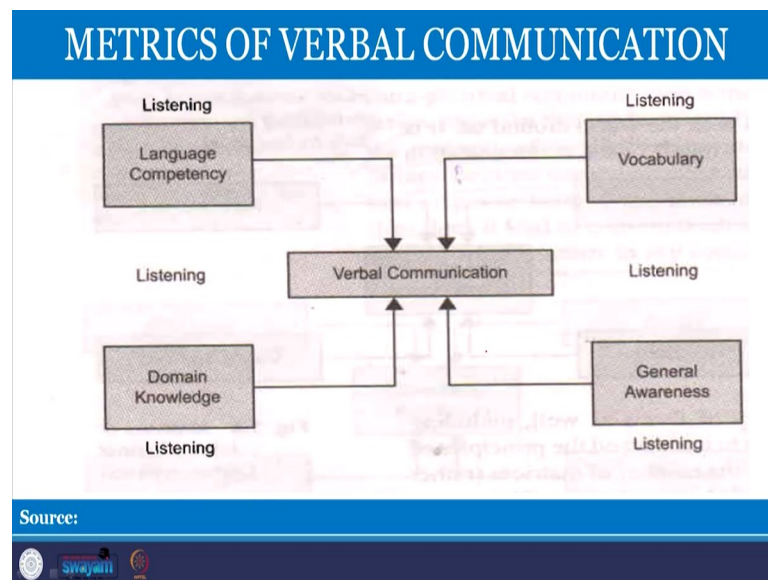 METRICS OF VERBAL COMMUNICATION
Listening
Listening
Language
Competency
Vocabulary
Listening
Verbal Communication
Listening
Domain
Knowledge
General
Awareness
Listening
Listening
Source:
swayam